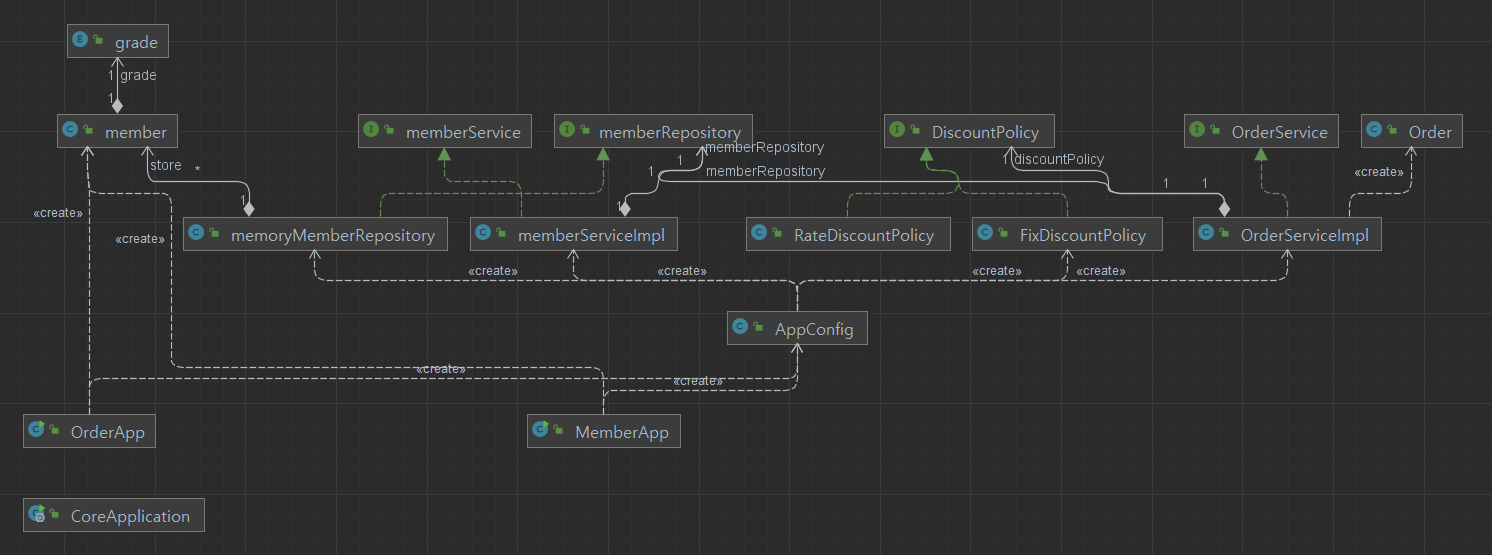 E grade
1 grade
1
C member
I memberService
I memberRepository
I DiscountPolicy
I OrderService
C Order
store *
1 memberRepository
1 memberRepository
1 discountPolicy
1 1
«create»
1
1
«create»
«create»
C memoryMemberRepository
C memberServiceImpl
C RateDiscountPolicy
C FixDiscountPolicy
C OrderServiceImpl
«create»
«create»
«create»
«create»
C AppConfig
«create»
«create»
C OrderApp
C MemberApp
C CoreApplication